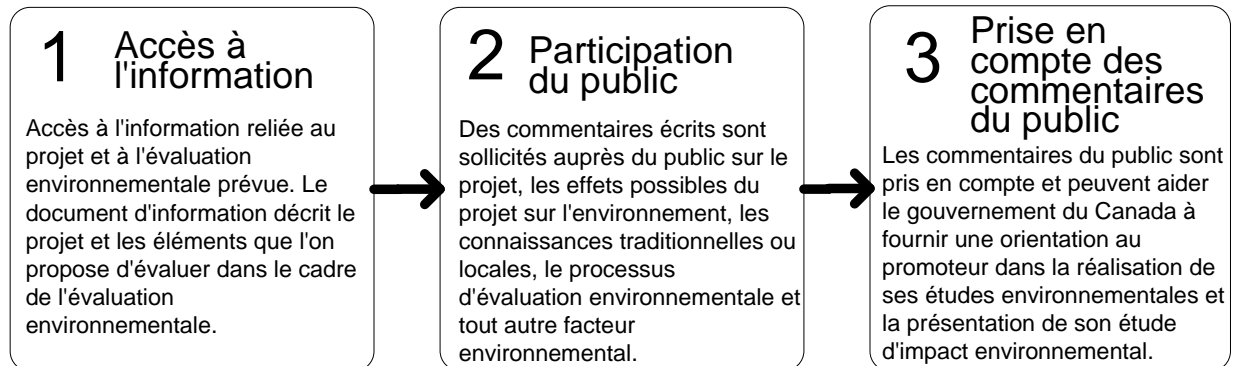 1 Accès à
l'information
Accès à l'information reliée au
projet et à l'évaluation
environnementale prévue. Le
document d'information décrit le
projet et les éléments que l'on
propose d'évaluer dans le cadre
de l'évaluation
environnementale.
2 Participation
du public
Des commentaires écrits sont
sollicités auprès du public sur le
projet, les effets possibles du
projet sur l'environnement, les
connaissances traditionnelles ou
locales, le processus
d'évaluation environnementale et
tout autre facteur
environnemental.
3 Prise en
compte des
commentaires
du public
Les commentaires du public sont
pris en compte et peuvent aider
le gouvernement du Canada à
fournir une orientation au
promoteur dans la réalisation de
ses études environnementales et
la présentation de son étude
d'impact environnemental.